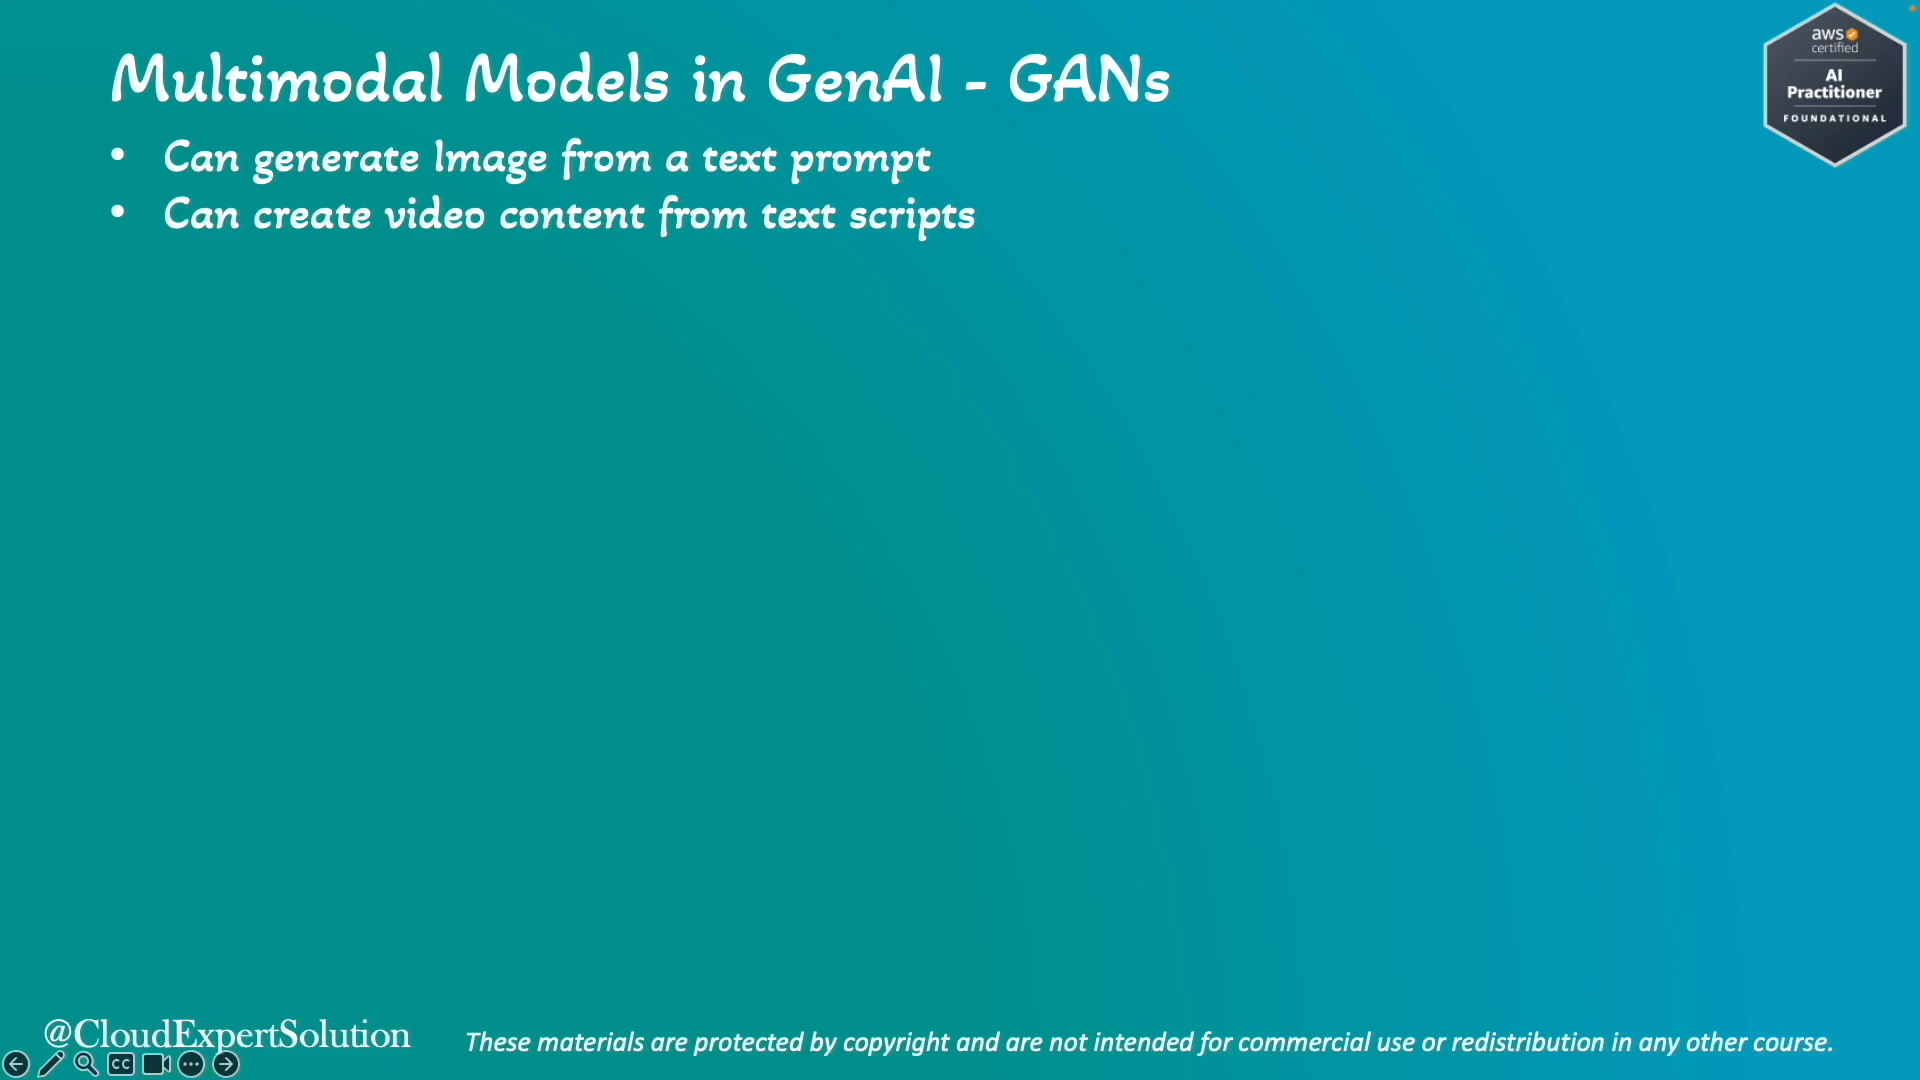 Multimodal Models in GenAI - GANs
• Can generate Image from a text prompt
• Can create video content from text scripts
aws
certified
AI
Practitioner
FOUNDATIONAL
@CloudExpertSolution
These materials are protected by copyright and are not intended for commercial use or redistribution in any other course.
CC